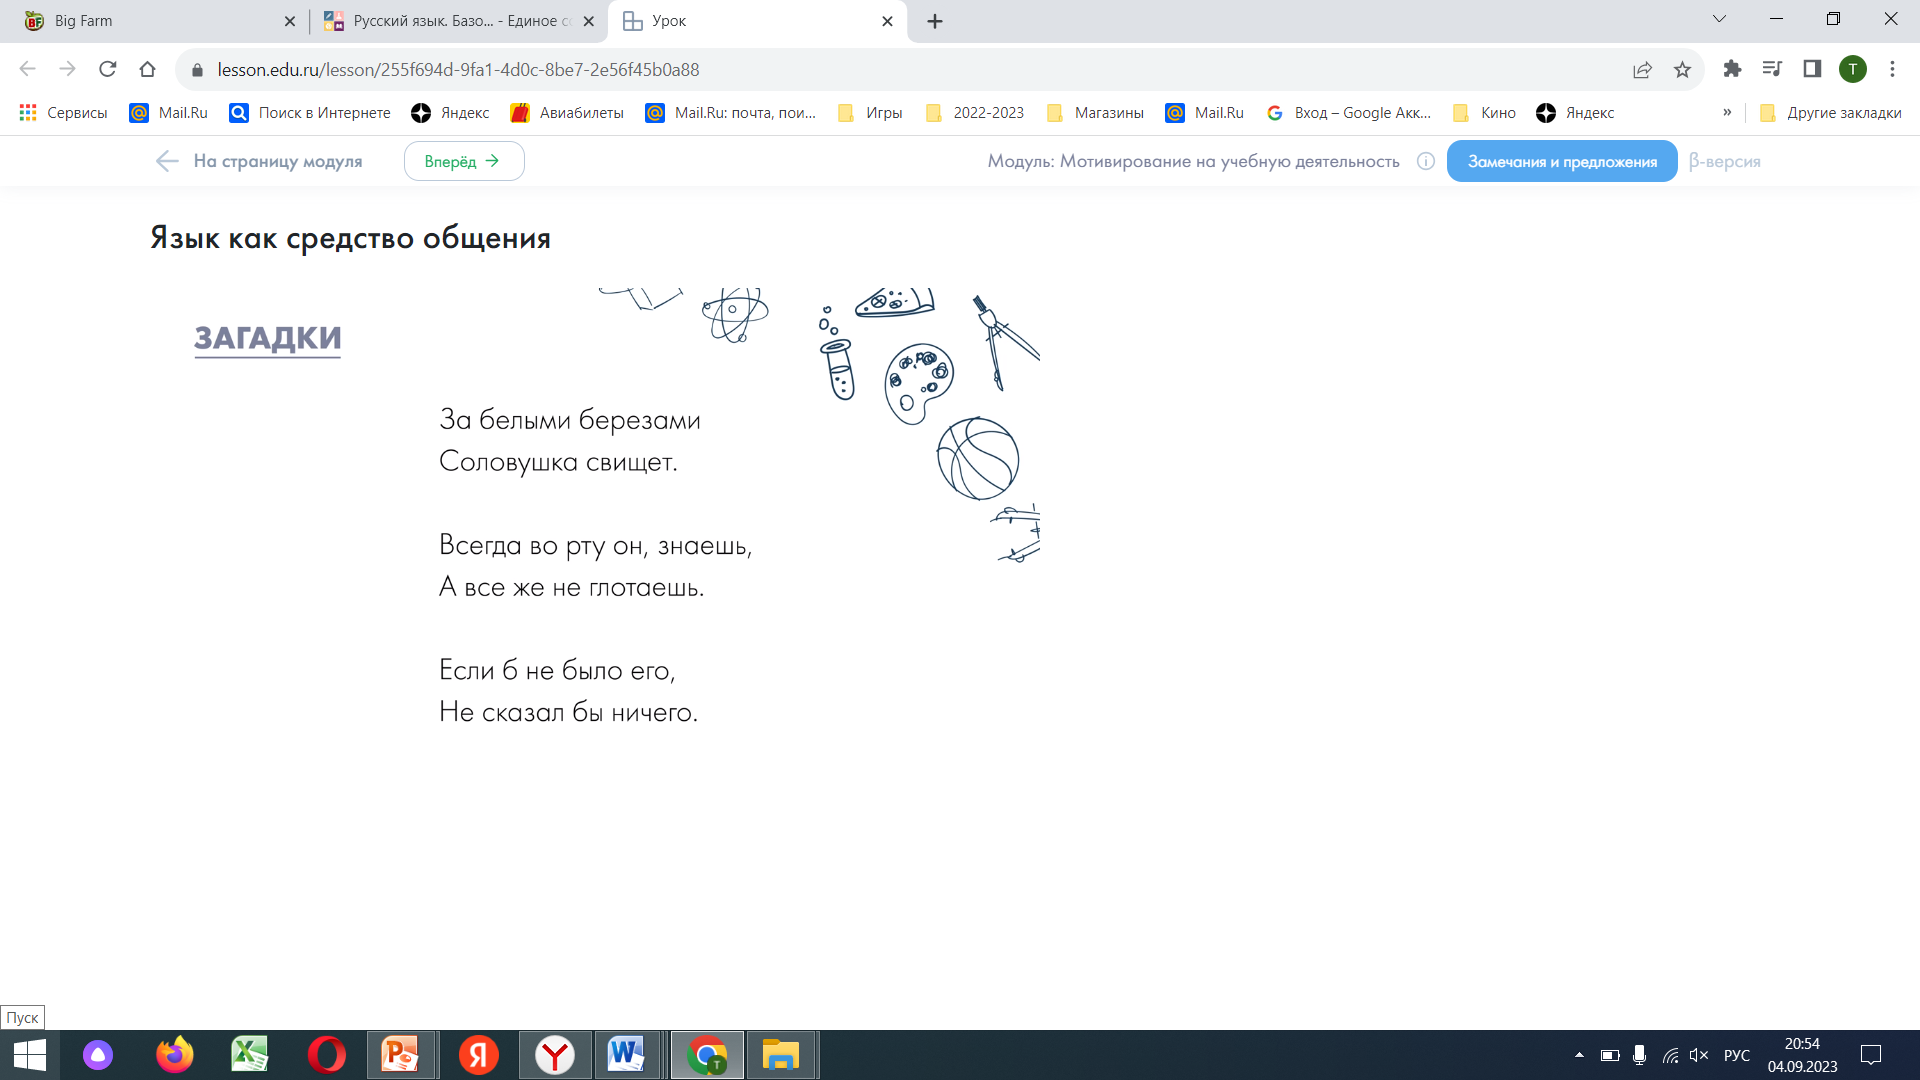 Big Farm
Русский язык. Базо... - Единое с
Урок
lesson.edu.ru/lesson/255f694d-9fa1-4d0c-8be7-2e56f45b0a88
T
Сервисы
Mail.Ru
Поиск в Интернете
Яндекс
Авиабилеты
Mail.Ru: почта, пои...
Игры
2022-2023
Магазины
Mail.Ru
Вход – Google Акк...
Кино
Яндекс
»
Другие закладки
На страницу модуля
Вперёд
Модуль: Мотивирование на учебную деятельность
Замечания и предложения
β-версия
Язык как средство общения
ЗАГАДКИ
За белыми березами
Соловушка свищет.
Всегда во рту он, знаешь,
А все же не глотаешь.
Если б не было его,
Не сказал бы ничего.
Пуск
РУС
20:54
04.09.2023